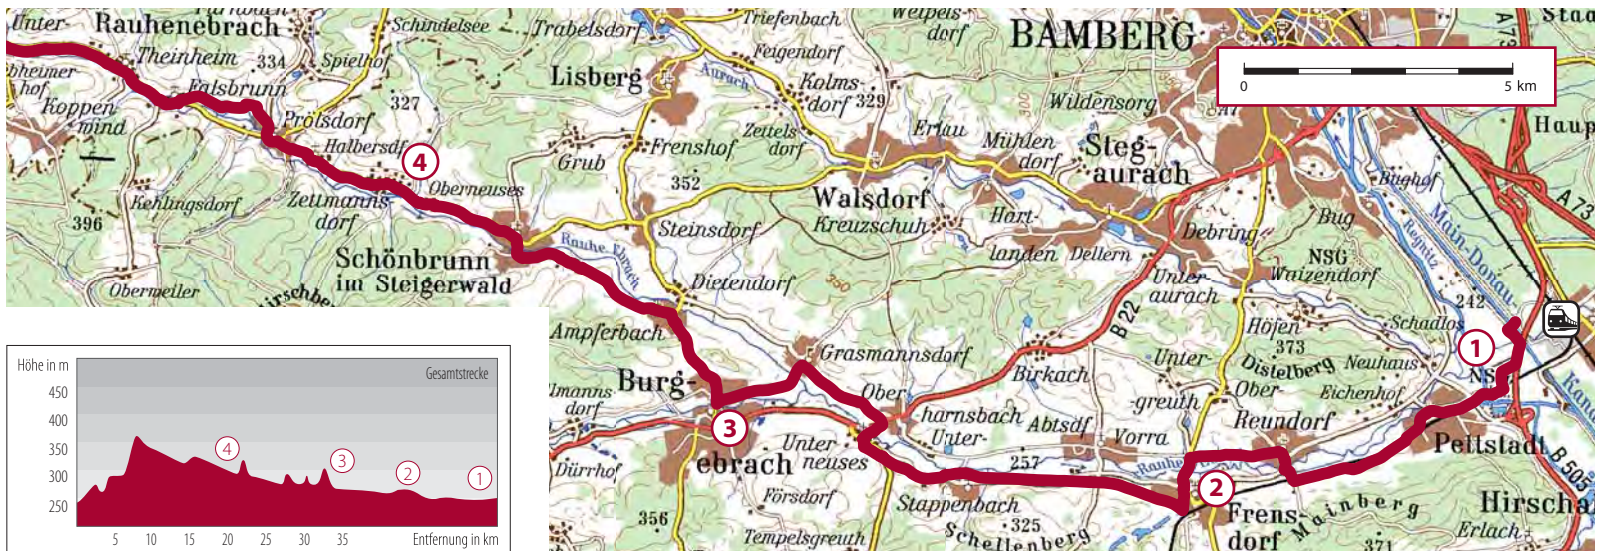 Unter-
Rauhenebrach
Theinheim
334
Spielhof
Schindelsee
Trabelsdorf
Triefenbach
dorf
Feigendorf
BAMBERG
A 73
0
5 km
hof
Falsbrunn
Koppen
wind
327
Lisberg
Aurach
Kolms-
dorf 329
300
Wildensorg
Haup
Prölsdorf
Halbersdf
4
Grub
Frenshof
Zettels
dorf
Erlau
Mühlen
dorf
Steg-
aurach
Bughof
396
Kehlingsdorf
Zettmanns-
dorf
Oberneuses
352
Walsdorf
Kreuzschuh
Hart-
landen
Dellern
Debring
Bug
Regnitz
Main-Donau-
A 73
Schönbrunn
im Steigerwald
Rauhe Ebrach
Steinsdorf
NSG
Waizendorf
Obermeiler
Dietendorf
350
Unter
aurach
B 22
242
Ampferbach
Höfen
373
Schadlos
1
Grasmannsdorf
Distelberg
Neuhaus
Burg-
ebrach
Ober
harnsbach
Birkach
Unter-
-greuth
Ober-
Eichenhof
dorf
3
Abtsdf
Reundorf
Unter
neuses
Unter-
Vorra
Pettstadt
B 505
Dürrhof
257
Försdorf
Stappenbach
2
Frens-
dorf
Mainberg
Hirscha
356
Tempelsgreuth
325
Schellenberg
371
Erlach
Höhe in m
Gesamtstrecke
450
400
350
300
250
4
3
2
1
5 10 15 20 25 30 35 Entfernung in km